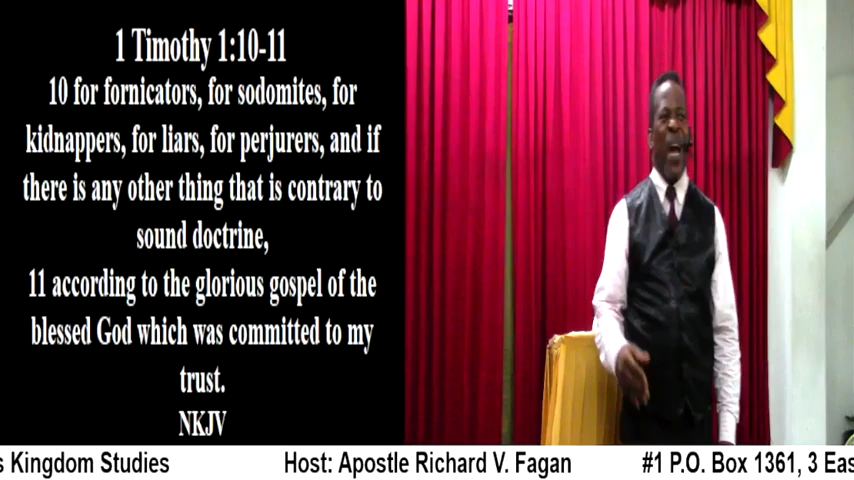 1 Timothy 1:10-11
10 for fornicators, for sodomites, for
kidnappers, for liars, for perjurers, and if
there is any other thing that is contrary to
sound doctrine,
11 according to the glorious gospel of the
blessed God which was committed to my
trust.
NKJV
s Kingdom Studies Host: Apostle Richard V. Fagan #1 P.O. Box 1361, 3 Eas